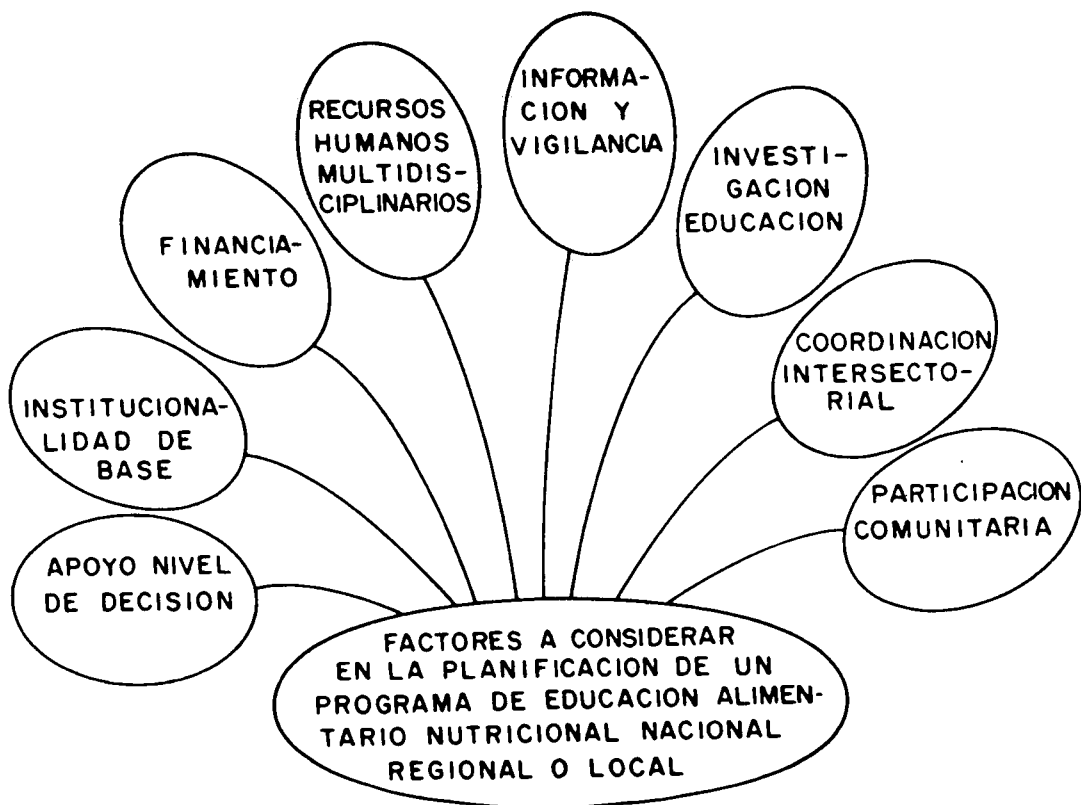 INFORMA-
CION Y
VIGILANCIA
RECURSOS
HUMANOS
MULTIDIS-
CIPLINARIOS
INVESTI-
GACION
EDUCACION
FINANCIA-
MIENTO
COORDINACION
INTERSECTO-
RIAL
INSTITUCIONA-
LIDAD DE
BASE
PARTICIPACION
COMUNITARIA
APOYO NIVEL
DE DECISION
FACTORES A CONSIDERAR
EN LA PLANIFICACION DE UN
PROGRAMA DE EDUCACION ALIMEN-
TARIO NUTRICIONAL NACIONAL
REGIONAL O LOCAL